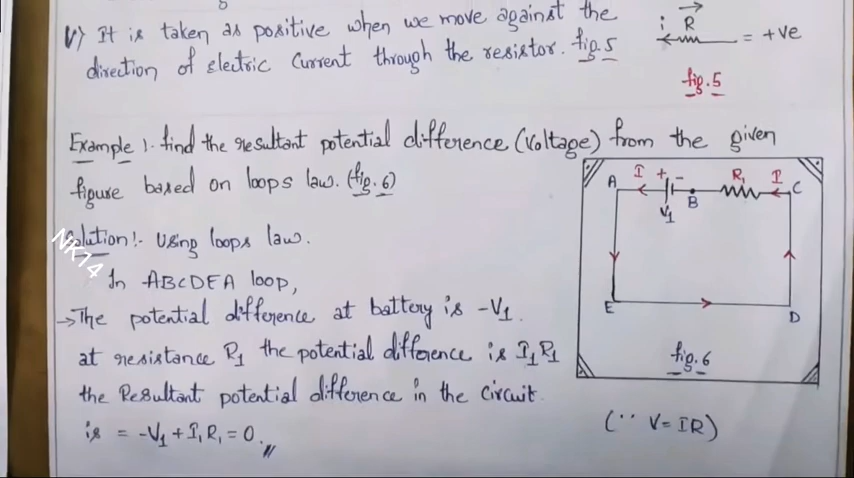 V) It is taken as positive when we move against the
direction of electric current through the resistor. fig.5
i R = +ve
fig.5
Example 1. find the resultant potential difference (Voltage) from the given
figure based on loops law. (fig.6)
Solution:- Using loops law.
In ABCDEA loop,
→The potential difference at battery is -V1.
at resistance R1 the potential difference is I1R1
the Resultant potential difference in the circuit.
is = -V1 + I1R1 = 0.
A I + - R1 I C
V1 B
E D
fig.6
(∵ V = IR)
NK14